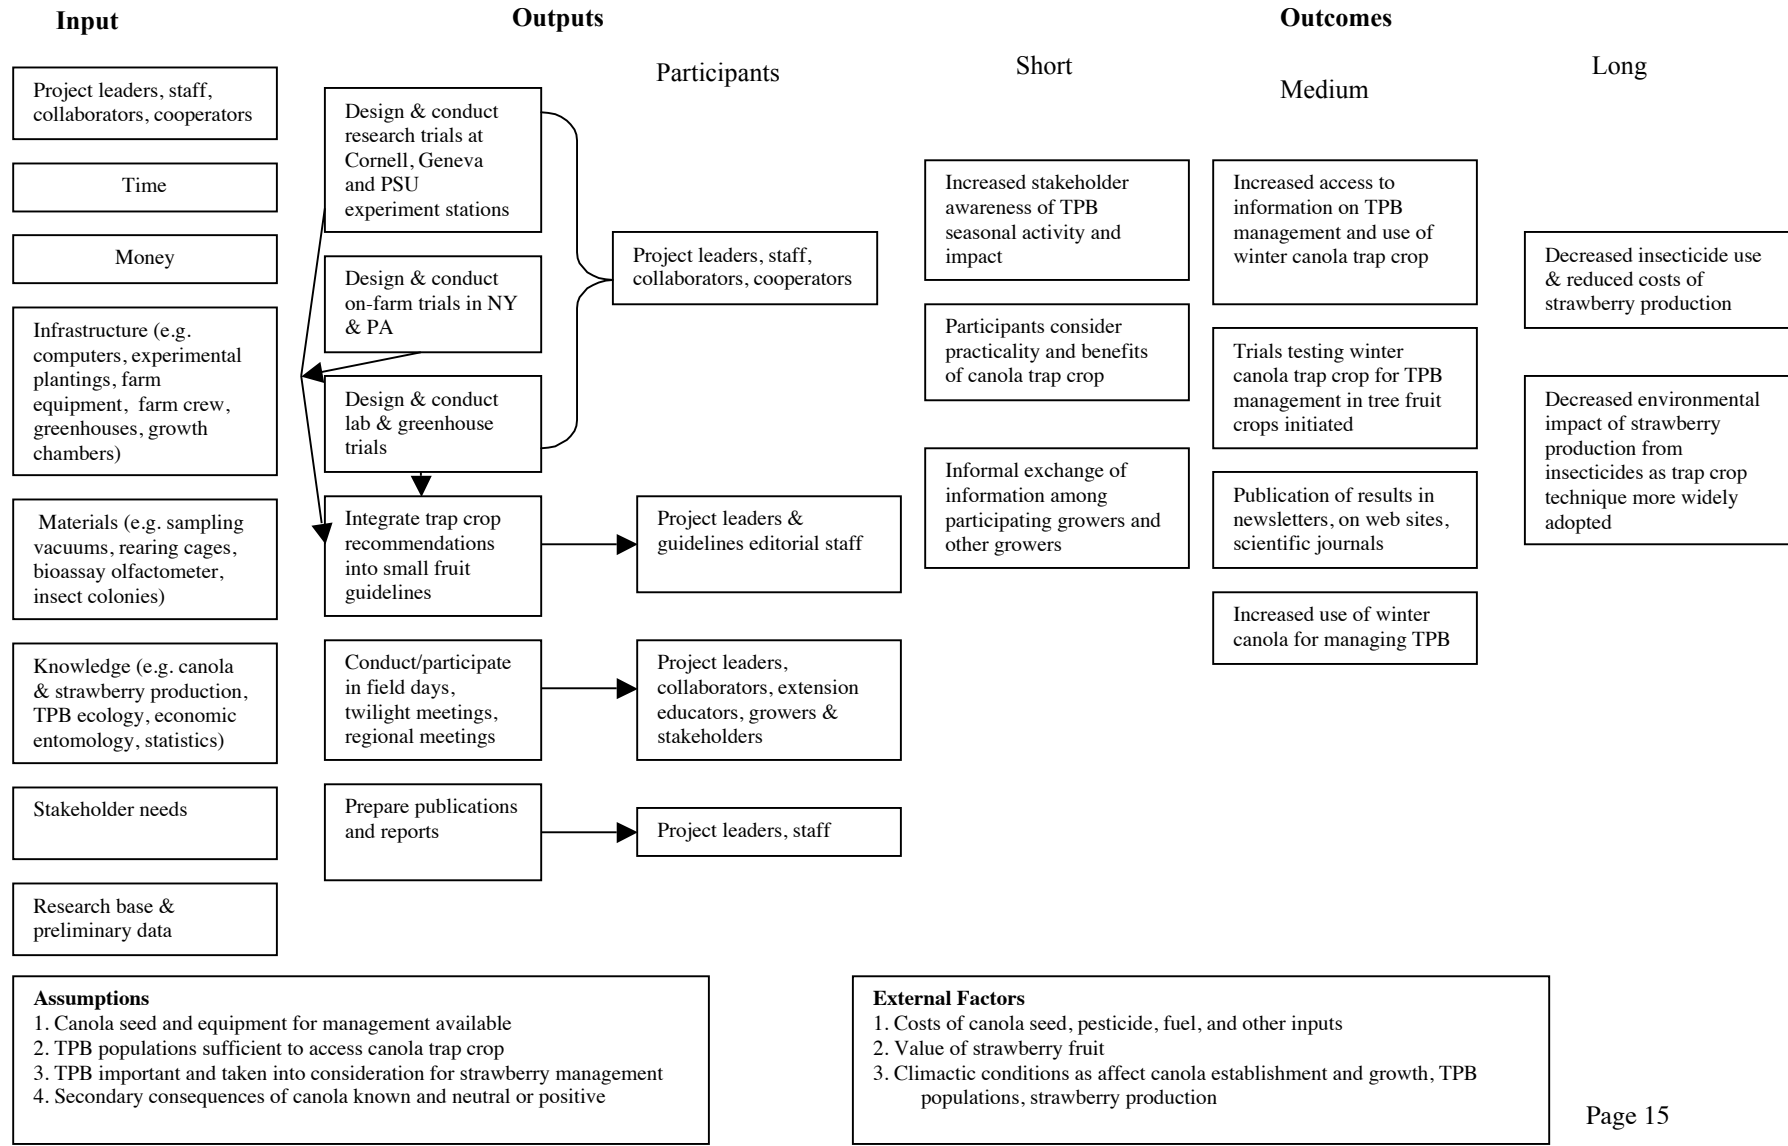 Input
Outputs
Outcomes
Participants
Short
Medium
Long
Project leaders, staff,
collaborators, cooperators
Time
Money
Infrastructure (e.g.
computers, experimental
plantings, farm
equipment, farm crew,
greenhouses, growth
chambers)
Materials (e.g. sampling
vacuums, rearing cages,
bioassay olfactometer,
insect colonies)
Knowledge (e.g. canola
& strawberry production,
TPB ecology, economic
entomology, statistics)
Stakeholder needs
Research base &
preliminary data
Design & conduct
research trials at
Cornell, Geneva
and PSU
experiment stations
Design & conduct
on-farm trials in NY
& PA
Design & conduct
lab & greenhouse
trials
Integrate trap crop
recommendations
into small fruit
guidelines
Conduct/participate
in field days,
twilight meetings,
regional meetings
Prepare publications
and reports
Project leaders, staff,
collaborators, cooperators
Project leaders &
guidelines editorial staff
Project leaders,
collaborators, extension
educators, growers &
stakeholders
Project leaders, staff
Increased stakeholder
awareness of TPB
seasonal activity and
impact
Participants consider
practicality and benefits
of canola trap crop
Informal exchange of
information among
participating growers and
other growers
Increased access to
information on TPB
management and use of
winter canola trap crop
Trials testing winter
canola trap crop for TPB
management in tree fruit
crops initiated
Publication of results in
newsletters, on web sites,
scientific journals
Increased use of winter
canola for managing TPB
Decreased insecticide use
& reduced costs of
strawberry production
Decreased environmental
impact of strawberry
production from
insecticides as trap crop
technique more widely
adopted
Assumptions
1. Canola seed and equipment for management available
2. TPB populations sufficient to access canola trap crop
3. TPB important and taken into consideration for strawberry management
4. Secondary consequences of canola known and neutral or positive
External Factors
1. Costs of canola seed, pesticide, fuel, and other inputs
2. Value of strawberry fruit
3. Climactic conditions as affect canola establishment and growth, TPB
populations, strawberry production
Page 15